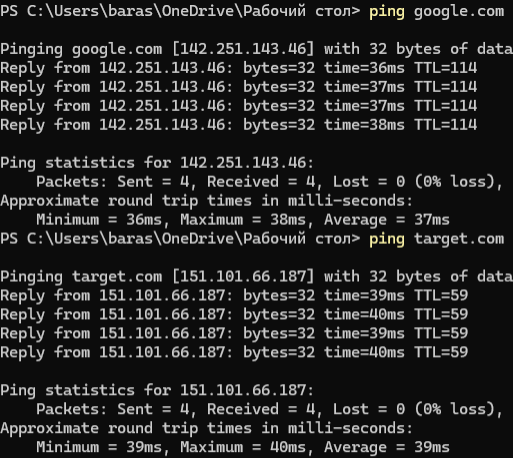 PS C:\Users\baras\OneDrive\Рабочий стол> ping google.com
Pinging google.com [142.251.143.46] with 32 bytes of data
Reply from 142.251.143.46: bytes=32 time=36ms TTL=114
Reply from 142.251.143.46: bytes=32 time=37ms TTL=114
Reply from 142.251.143.46: bytes=32 time=37ms TTL=114
Reply from 142.251.143.46: bytes=32 time=38ms TTL=114
Ping statistics for 142.251.143.46:
    Packets: Sent = 4, Received = 4, Lost = 0 (0% loss),
Approximate round trip times in milli-seconds:
    Minimum = 36ms, Maximum = 38ms, Average = 37ms
PS C:\Users\baras\OneDrive\Рабочий стол> ping target.com
Pinging target.com [151.101.66.187] with 32 bytes of data
Reply from 151.101.66.187: bytes=32 time=39ms TTL=59
Reply from 151.101.66.187: bytes=32 time=40ms TTL=59
Reply from 151.101.66.187: bytes=32 time=39ms TTL=59
Reply from 151.101.66.187: bytes=32 time=40ms TTL=59
Ping statistics for 151.101.66.187:
    Packets: Sent = 4, Received = 4, Lost = 0 (0% loss),
Approximate round trip times in milli-seconds:
    Minimum = 39ms, Maximum = 40ms, Average = 39ms